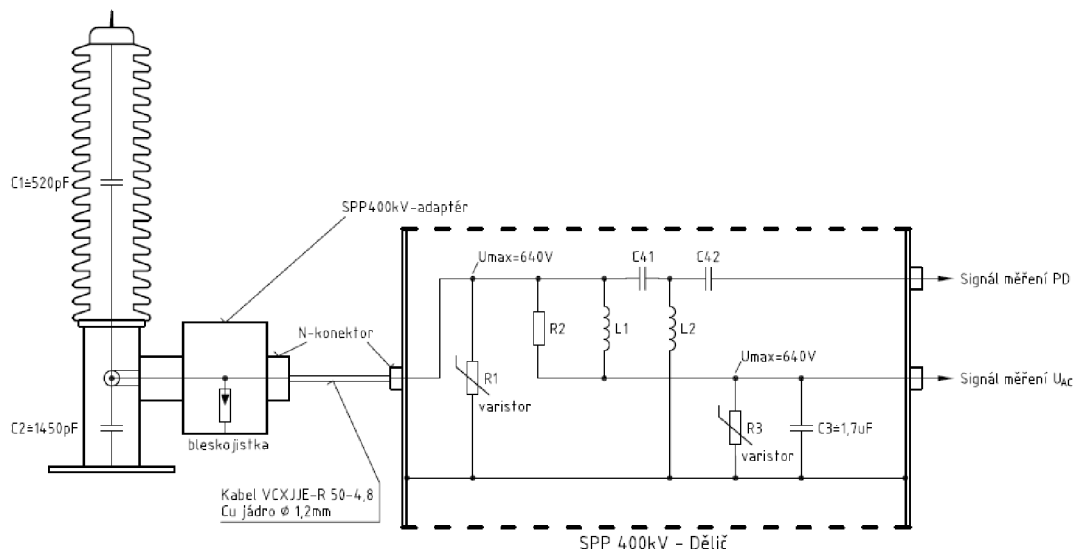 C1≐520pF
SPP400kV-adaptér
N-konektor
C2≐1450pF
bleskojistka
Kabel VCXJJE-R 50-4,8
Cu jádro Ø 1,2mm
Umax=640V
C41
C42
R1
varistor
R2
L1
L2
Umax=640V
R3
varistor
C3≐1,7uF
Signál měření PD
Signál měření UAC
SPP 400kV - Dělič